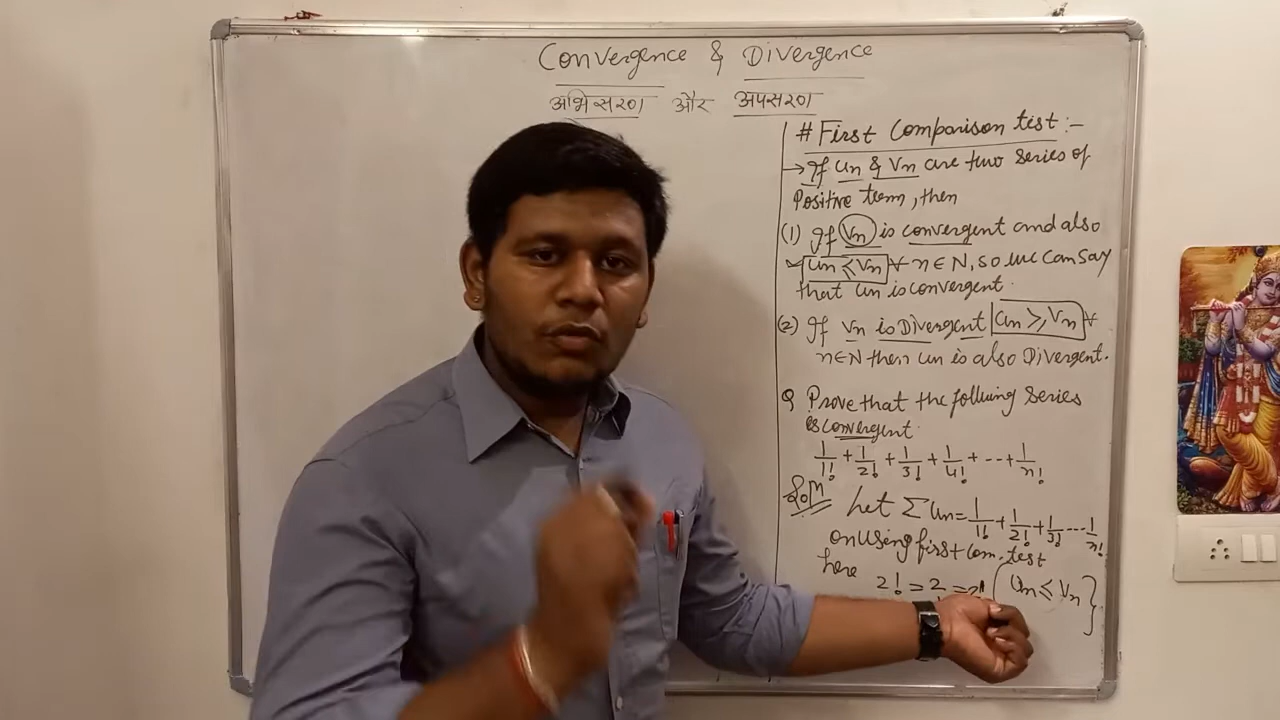 Convergence & Divergence
अभिसरण और अपसरण
# First Comparison test:-
→ If un & Vn are two series of
Positive term, then
(1) If Vn is convergent and also
un ≤ Vn ∀ n ∈ N, so we can say
that un is convergent.
(2) If Vn is Divergent un ≥ Vn ∀
n ∈ N then un is also Divergent.
Q Prove that the following series
is convergent.
1/1! + 1/2! + 1/3! + 1/4! + -- + 1/n!
Soln Let Σun = 1/1! + 1/2! + 1/3! --- 1/n!
on using first com. test
here
2! = 2 = 2¹ {Un ≤ Vn}